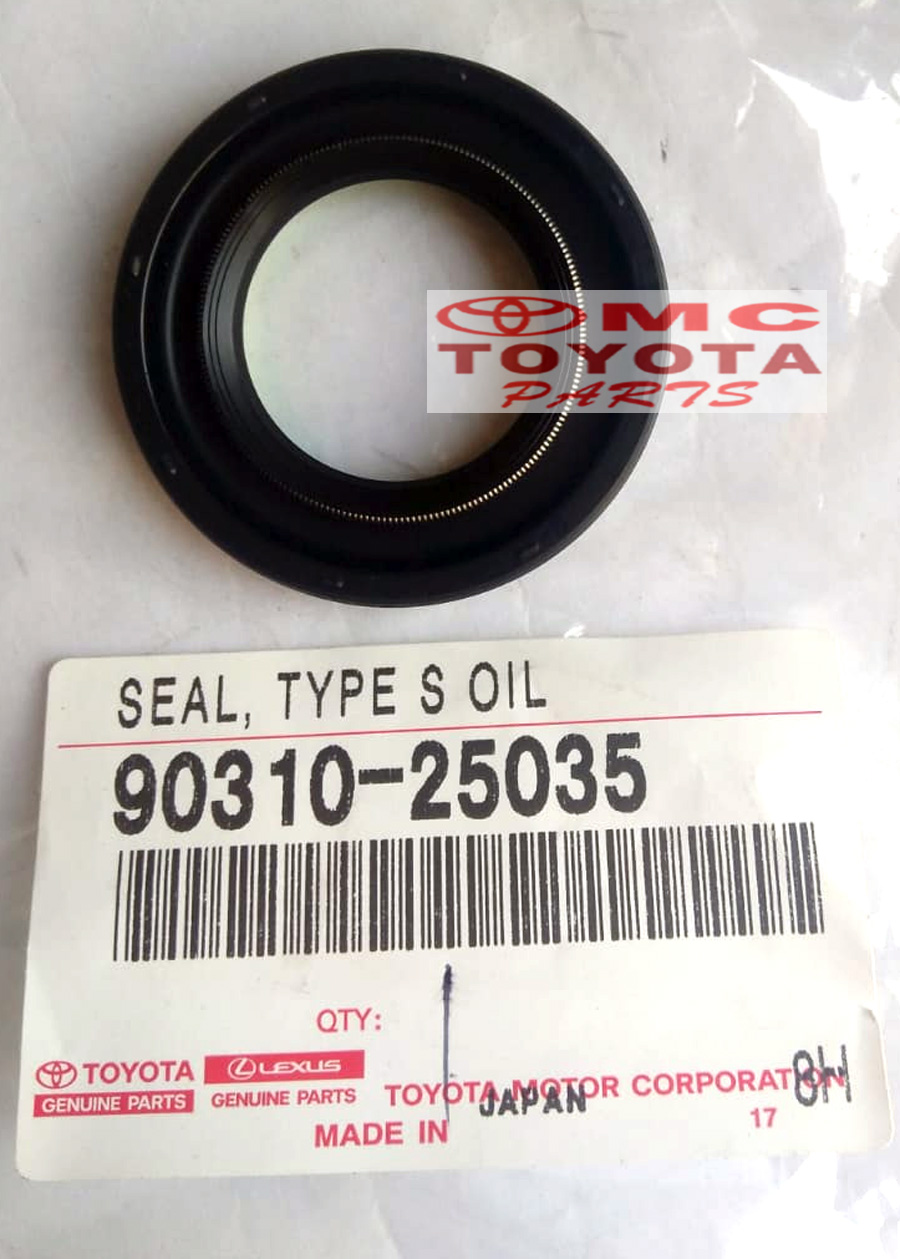 MC
TOYOTA
PARTS
SEAL, TYPE S OIL
90310-25035
QTY:
TOYOTA
GENUINE PARTS
LEXUS
GENUINE PARTS
TOYOTA MOTOR CORPORATION
8H
MADE IN JAPAN
17